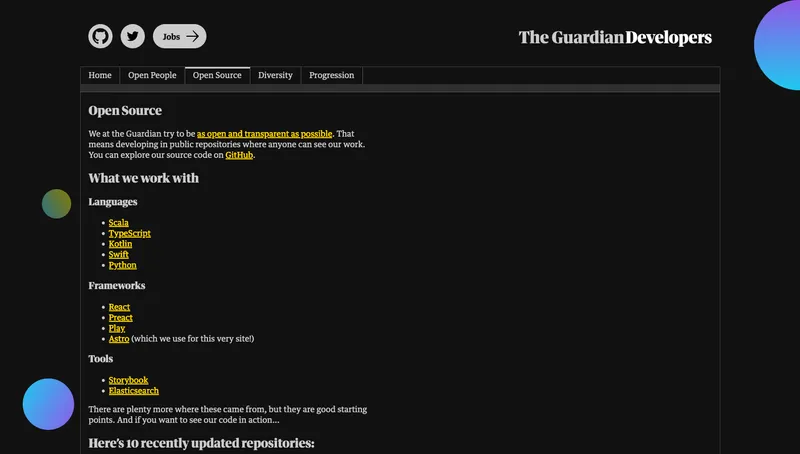 Jobs
The Guardian Developers
Home
Open People
Open Source
Diversity
Progression
Open Source
We at the Guardian try to be as open and transparent as possible. That
means developing in public repositories where anyone can see our work.
You can explore our source code on GitHub.
What we work with
Languages
Scala
TypeScript
Kotlin
Swift
Python
Frameworks
React
Preact
Play
Astro (which we use for this very site!)
Tools
Storybook
Elasticsearch
There are plenty more where these came from, but they are good starting
points. And if you want to see our code in action...
Here's 10 recently updated repositories: